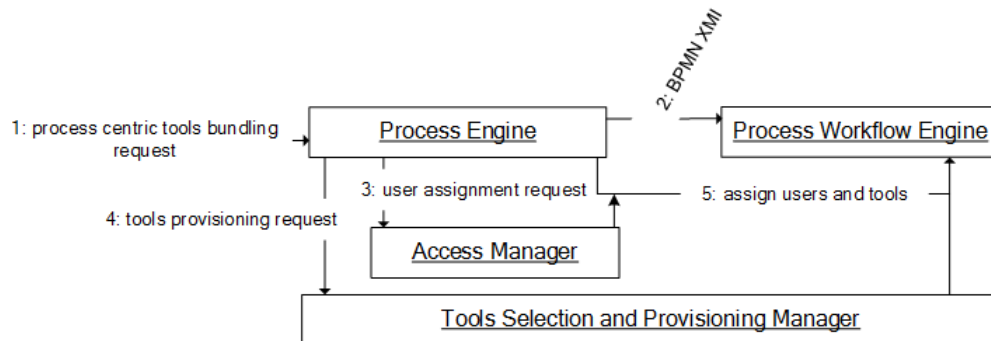 2: BPMN XMI
1: process centric tools bundling
request
Process Engine
Process Workflow Engine
3: user assignment request
5: assign users and tools
4: tools provisioning request
Access Manager
Tools Selection and Provisioning Manager